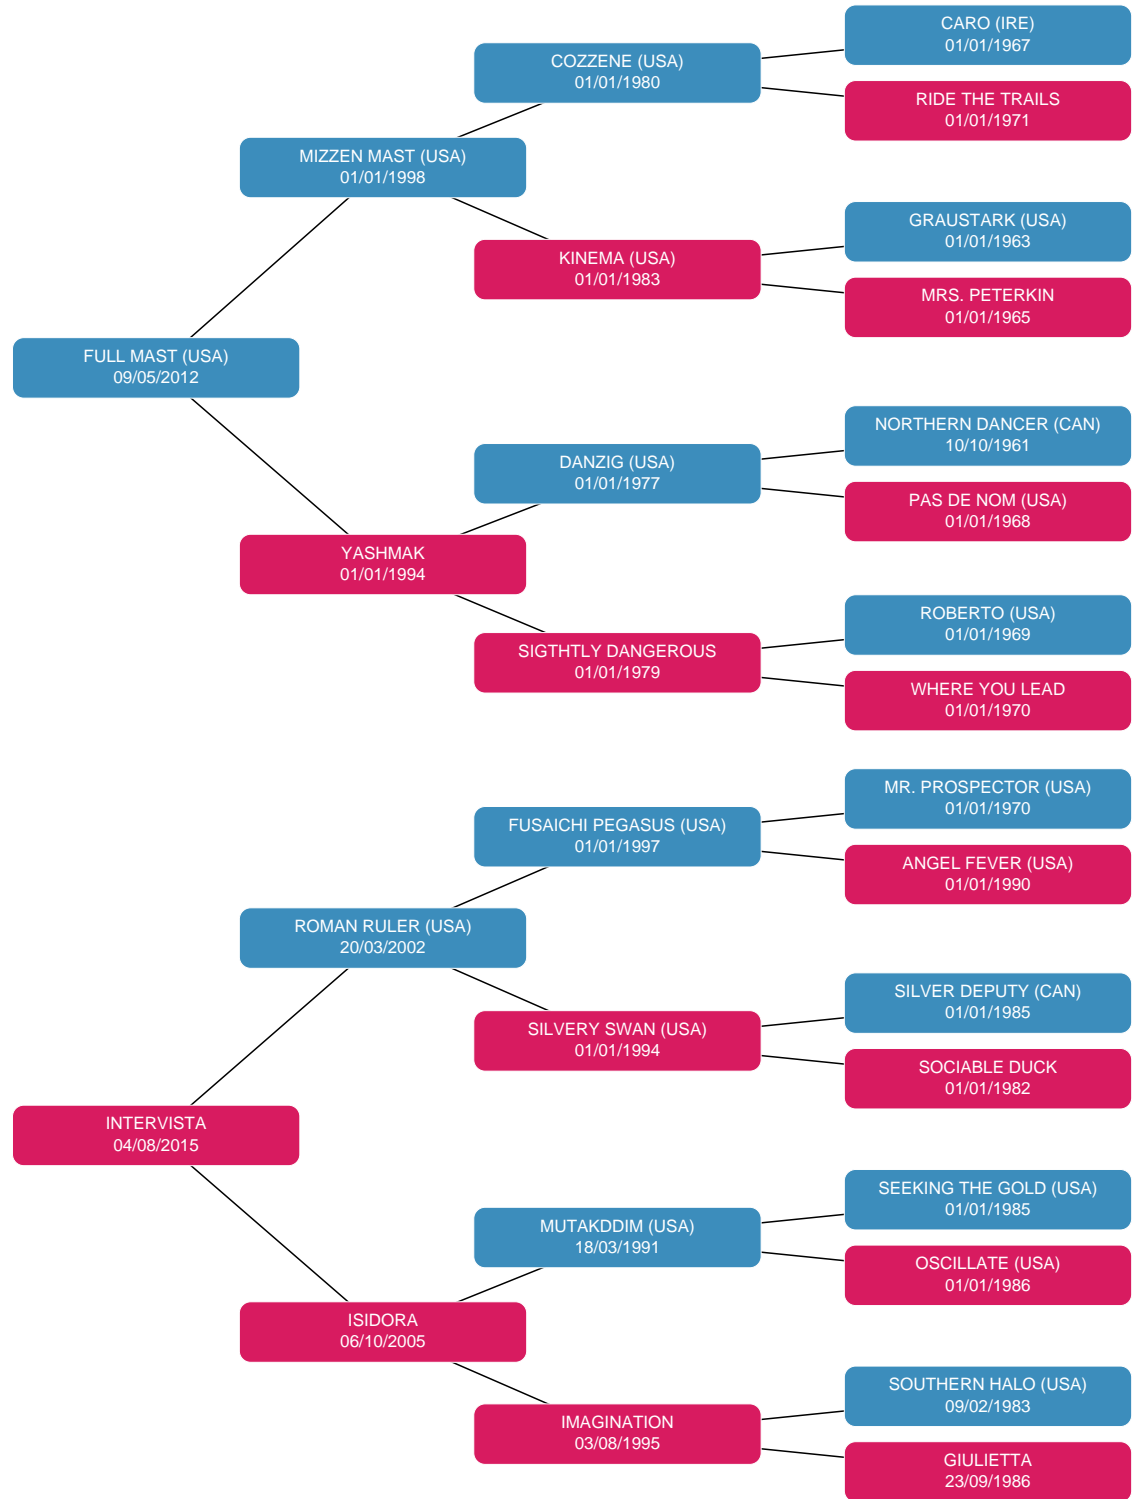 CARO (IRE)
01/01/1967
COZZENE (USA)
01/01/1980
RIDE THE TRAILS
01/01/1971
MIZZEN MAST (USA)
01/01/1998
GRAUSTARK (USA)
01/01/1963
KINEMA (USA)
01/01/1983
MRS. PETERKIN
01/01/1965
FULL MAST (USA)
09/05/2012
NORTHERN DANCER (CAN)
10/10/1961
DANZIG (USA)
01/01/1977
PAS DE NOM (USA)
01/01/1968
YASHMAK
01/01/1994
ROBERTO (USA)
01/01/1969
SIGTHTLY DANGEROUS
01/01/1979
WHERE YOU LEAD
01/01/1970
MR. PROSPECTOR (USA)
01/01/1970
FUSAICHI PEGASUS (USA)
01/01/1997
ANGEL FEVER (USA)
01/01/1990
ROMAN RULER (USA)
20/03/2002
SILVER DEPUTY (CAN)
01/01/1985
SILVERY SWAN (USA)
01/01/1994
SOCIABLE DUCK
01/01/1982
INTERVISTA
04/08/2015
SEEKING THE GOLD (USA)
01/01/1985
MUTAKDDIM (USA)
18/03/1991
OSCILLATE (USA)
01/01/1986
ISIDORA
06/10/2005
SOUTHERN HALO (USA)
09/02/1983
IMAGINATION
03/08/1995
GIULIETTA
23/09/1986